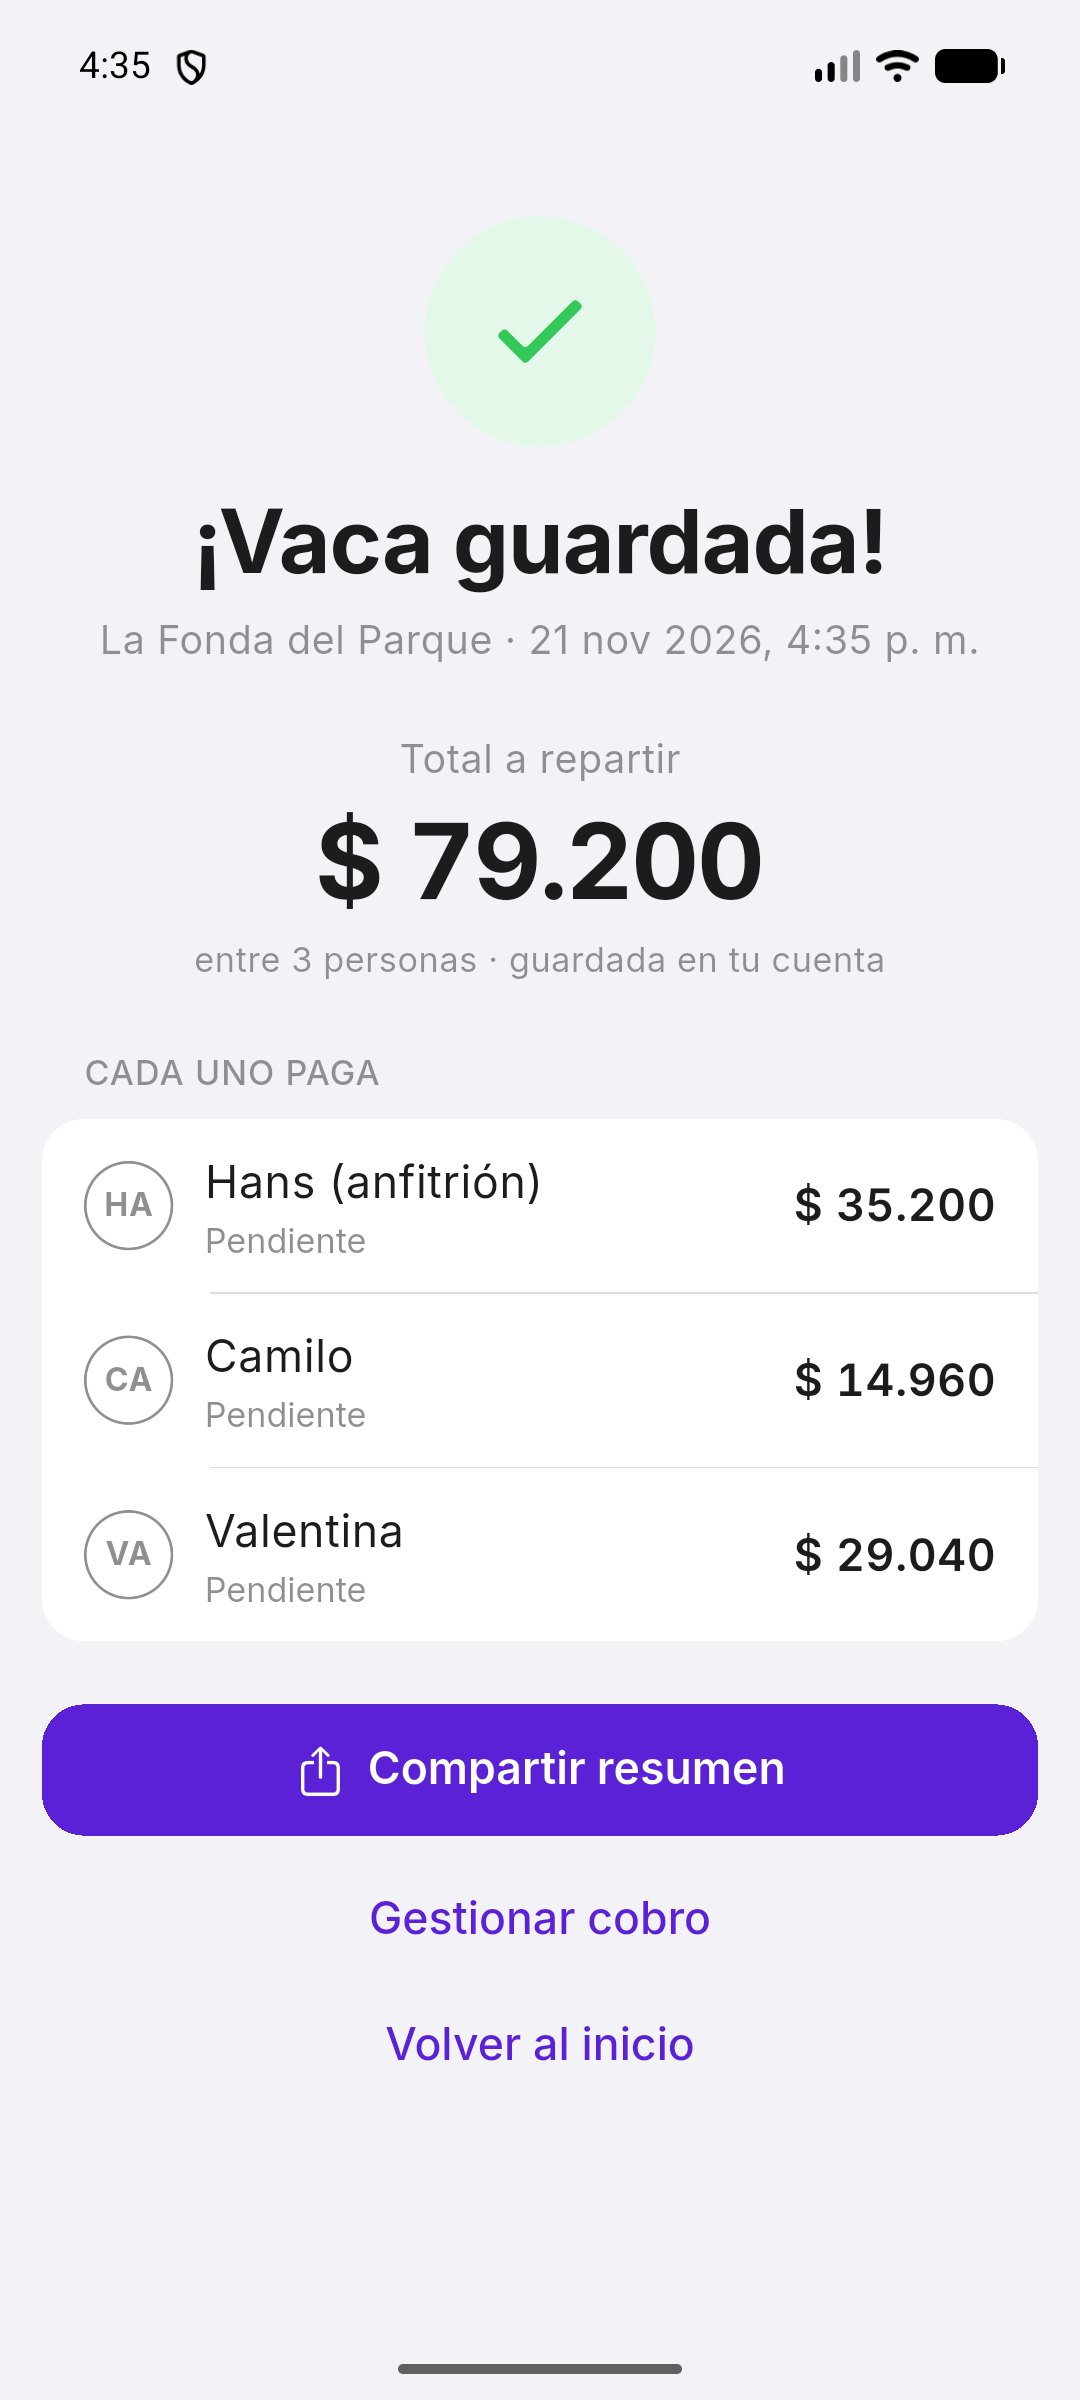 4:35
¡Vaca guardada!
La Fonda del Parque · 21 nov 2026, 4:35 p. m.
Total a repartir
$ 79.200
entre 3 personas · guardada en tu cuenta
CADA UNO PAGA
HA
Hans (anfitrión)
Pendiente
$ 35.200
CA
Camilo
Pendiente
$ 14.960
VA
Valentina
Pendiente
$ 29.040
Compartir resumen
Gestionar cobro
Volver al inicio